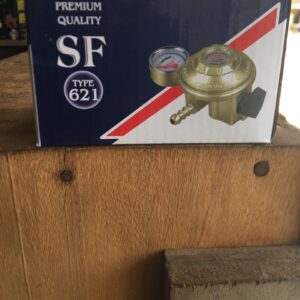 PREMIUM
QUALITY
SF
TYPE
621